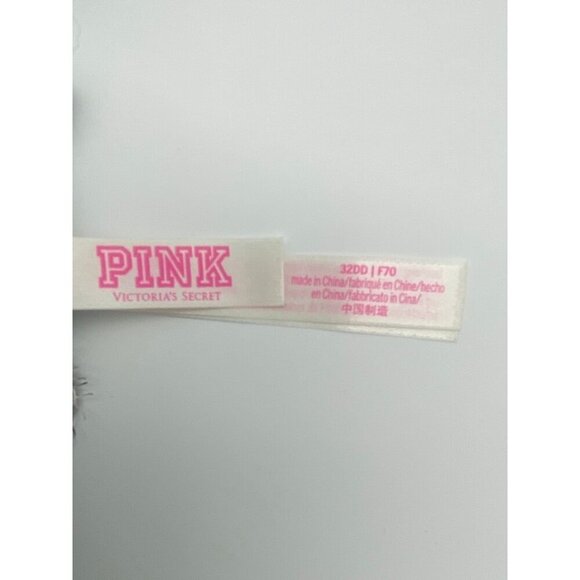 PINK
VICTORIA'S SECRET
32DD | F70
made in China/fabriqué en Chine/hecho
en China/fabbricato in Cina/
中国制造